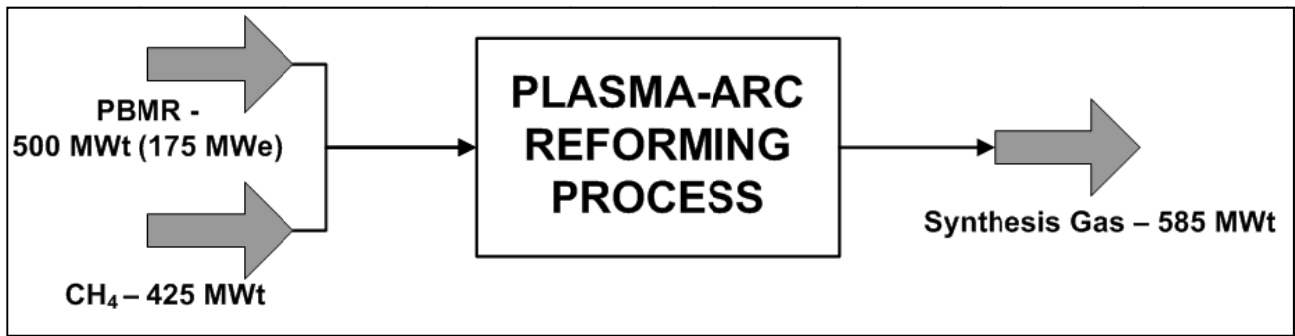 PBMR -
500 MWt (175 MWe)
CH₄ – 425 MWt
PLASMA-ARC
REFORMING
PROCESS
Synthesis Gas – 585 MWt